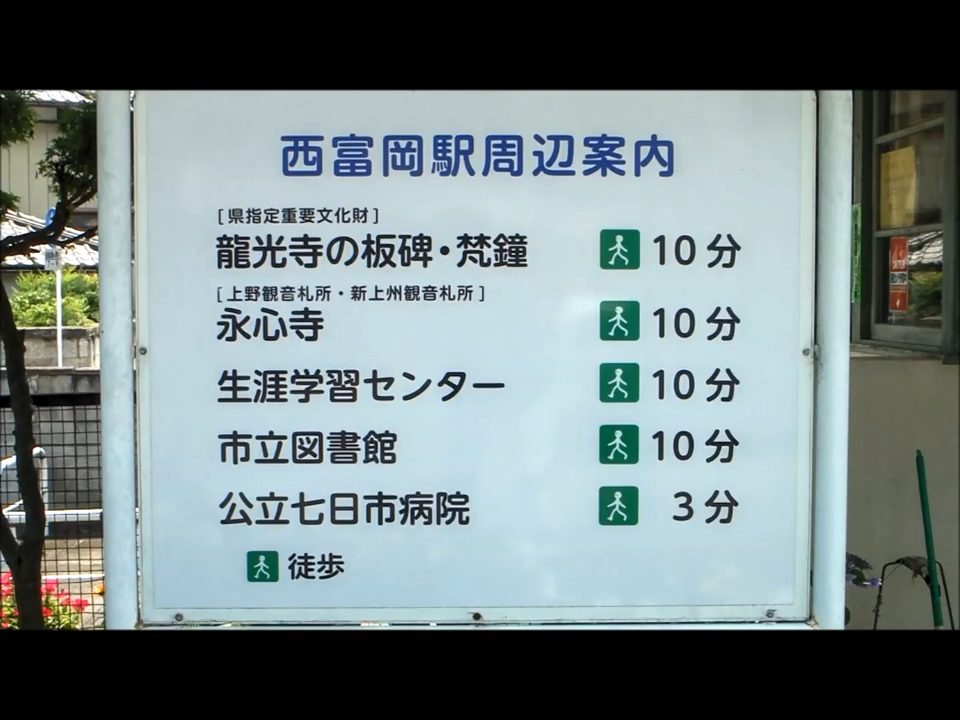 西富岡駅周辺案内
[県指定重要文化財]
龍光寺の板碑・梵鐘 10分
[上野観音札所・新上州観音札所]
永心寺 10分
生涯学習センター 10分
市立図書館 10分
公立七日市病院 3分
徒歩